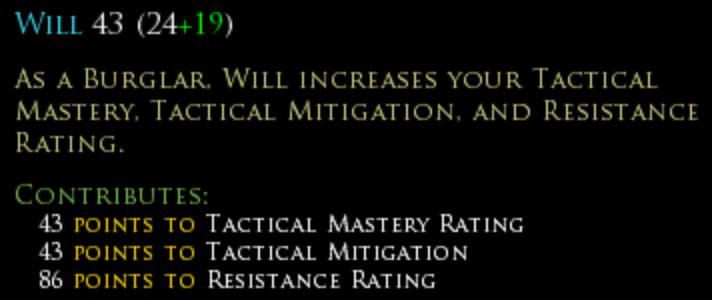 Will 43 (24+19)
As a Burglar, Will increases your Tactical
Mastery, Tactical Mitigation, and Resistance
Rating.
Contributes:
43 points to Tactical Mastery Rating
43 points to Tactical Mitigation
86 points to Resistance Rating